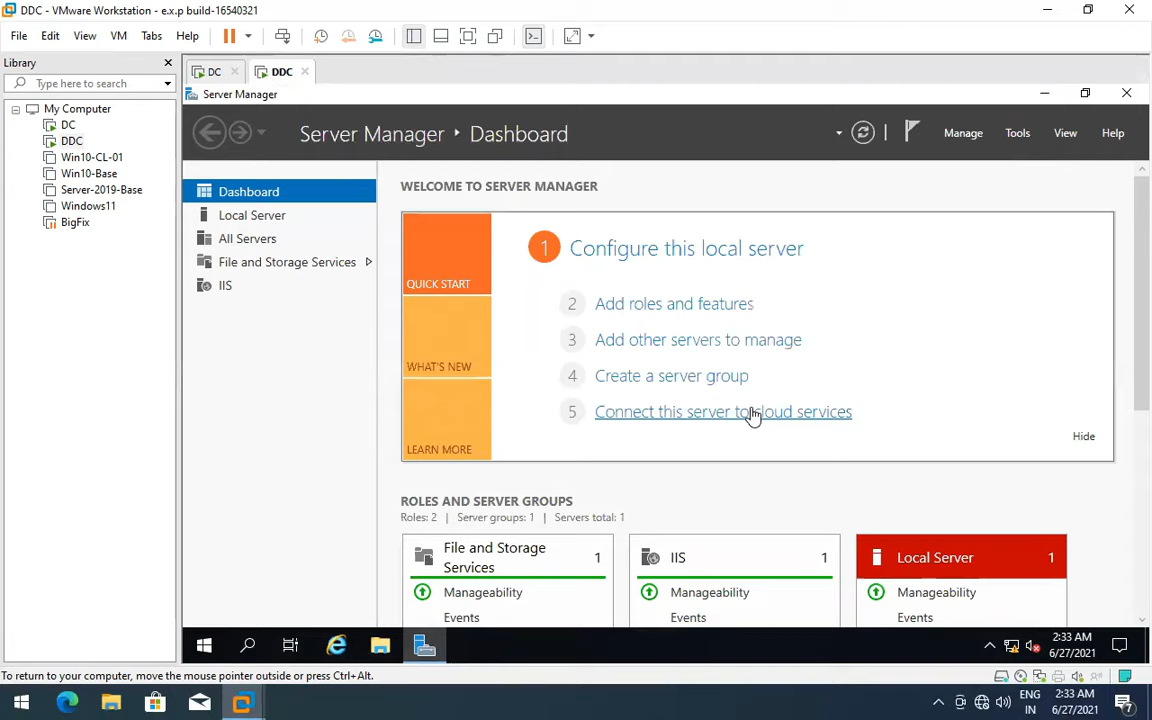 DDC - VMware Workstation - e.x.p build-16540321
File Edit View VM Tabs Help
Library
Type here to search
My Computer
DC
DDC
Win10-CL-01
Win10-Base
Server-2019-Base
Windows11
BigFix
DC
DDC
Server Manager
Server Manager • Dashboard
Manage Tools View Help
Dashboard
Local Server
All Servers
File and Storage Services
IIS
WELCOME TO SERVER MANAGER
QUICK START
WHAT'S NEW
LEARN MORE
1 Configure this local server
2 Add roles and features
3 Add other servers to manage
4 Create a server group
5 Connect this server to cloud services
Hide
ROLES AND SERVER GROUPS
Roles: 2 | Server groups: 1 | Servers total: 1
File and Storage
Services
1
Manageability
Events
IIS 1
Manageability
Events
Local Server 1
Manageability
Events
2:33 AM
6/27/2021
To return to your computer, move the mouse pointer outside or press Ctrl+Alt.
ENG
IN
2:33 AM
6/27/2021
7